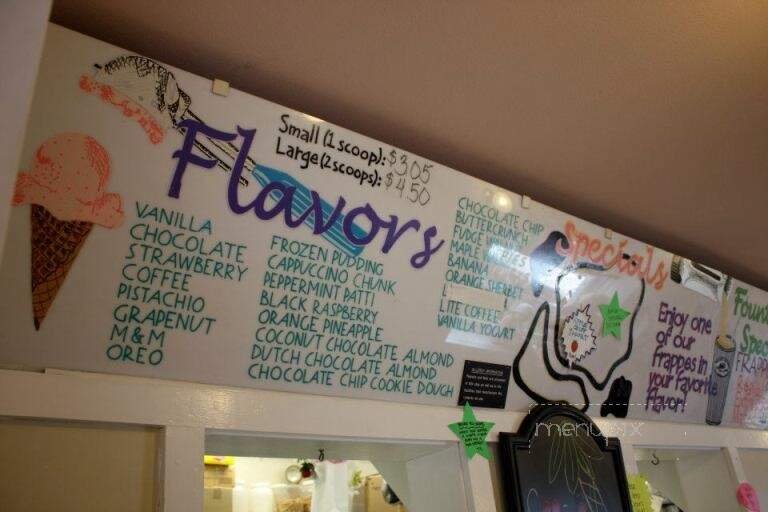 Small (1 scoop): $3.05
Large (2 scoops): $4.50
Flavors
VANILLA
CHOCOLATE
STRAWBERRY
COFFEE
PISTACHIO
GRAPENUT
M&M
OREO
FROZEN PUDDING
CAPPUCCINO CHUNK
PEPPERMINT PATTI
BLACK RASPBERRY
ORANGE PINEAPPLE
COCONUT CHOCOLATE ALMOND
DUTCH CHOCOLATE ALMOND
CHOCOLATE CHIP COOKIE DOUGH
CHOCOLATE CHIP
BUTTERCRUNCH
FUDGE
MAPLE
BANANA
ORANGE SHERBET
LITE COFFEE
VANILLA YOGURT
Specials
Enjoy one
of our
frappes in
your favorite
flavor!
menupix